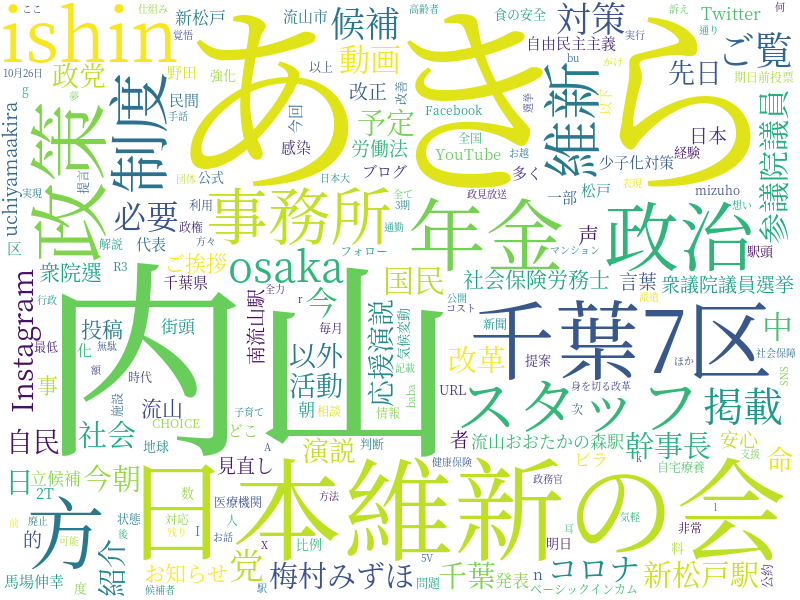 ishin
あきら
ここ
仕組み
高齢者
新松戸
流山市
候補
食の安全
対策
Twitter
何
訴え
実行
通り
10月26日
覚悟
動画
以上
自由民主主義
ご覧
政党
野田
強化
改善
bu
がけ
g
夢
民間
改正
選挙
先日
期日前投票
手話
今回
Facebook
維新
以下
uchiyamaakira
政策
制度
予定
全国
お越
参議院議員
感染
労働法
YouTube
日本
経験
少子化対策
提言
団体
公式
ブログ
多く
政見放送
一部
松戸
mizuho
実現
日本大
必要
事務所
年金
政治
全て
表現
想い
区
利用
政権
3期
通勤
解説
代表
方々
声
駅頭
衆院選
R3
ご挨拶
フォロー
osaka
国民
マンション
社会保険労務士
言葉
衆議院議員選挙
千葉県
r
全力
今
公開
派遣
行政
Instagram
投稿
街頭
南流山駅
毎月
応援演説
コスト
新聞
中
最低
化
無駄
以外
記載
気候変動
千葉7区
提案
ほか
社会保障
事
額
時代
活動
改革
身を切る改革
SNS
内山
施設
流山
朝
相談
情報
baba
URL
スタッフ
掲載
CHOICE
子育て
次
自民
社会
地球
どこ
A
演説
判断
者
流山おおたかの森駅
幹事長
安心
日
立候補
今朝
見直し
健康保険
ビラ
k
自宅療養
支援
命
2T
数
医療機関
政務官
方
日本維新の会
耳
気軽
前
廃止
状態
対応
I
人
方法
非常
l
可能
後
残り
お話
的
紹介
X
比例
5V
明日
料
お知らせ
党
梅村みずほ
問題
千葉
発表
n
コロナ
新松戸駅
公約
馬場伸幸
度
候補者
駅
ベーシックインカム